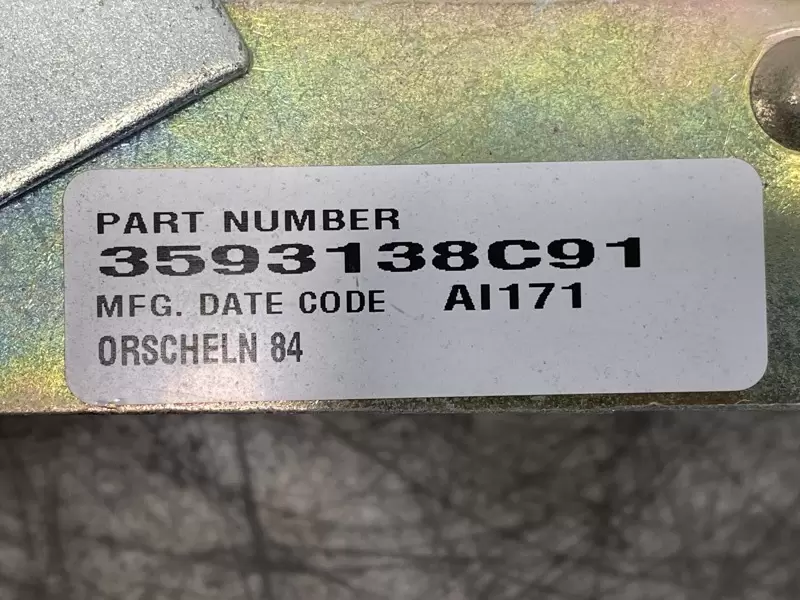 PART NUMBER
3593138C91
MFG. DATE CODE AI171
ORSCHELN 84